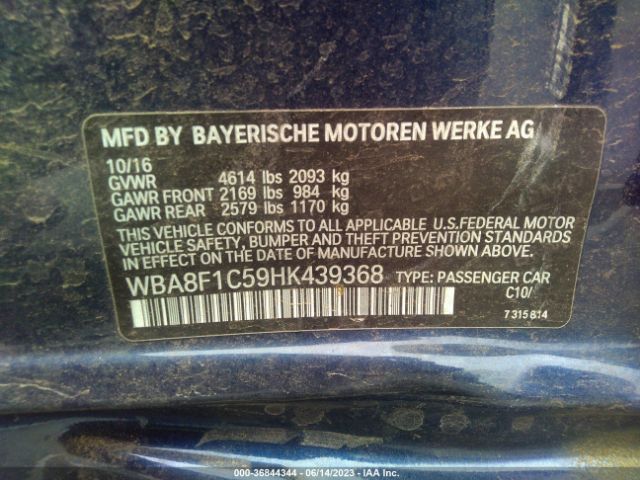 MFD BY BAYERISCHE MOTOREN WERKE AG
10/16
GVWR 4614 lbs 2093 kg
GAWR FRONT 2169 lbs 984 kg
GAWR REAR 2579 lbs 1170 kg
THIS VEHICLE CONFORMS TO ALL APPLICABLE U.S.FEDERAL MOTOR
VEHICLE SAFETY, BUMPER AND THEFT PREVENTION STANDARDS
IN EFFECT ON THE DATE OF MANUFACTURE SHOWN ABOVE.
WBA8F1C59HK439368 TYPE: PASSENGER CAR
C10/
7315614
000-36844344 - 06/14/2023 - IAA Inc.